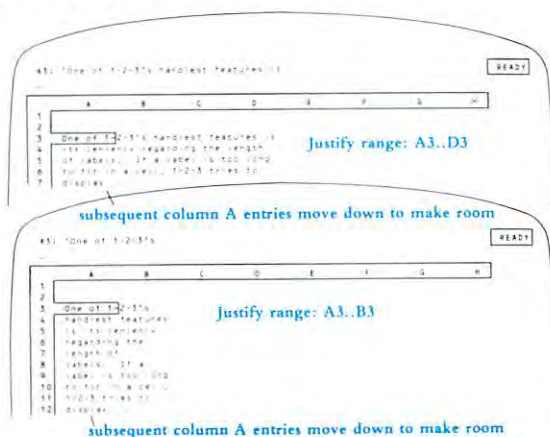 A3: 'One of 1-2-3's handiest features is
READY
A B C D E F G H
1
2
3 One of 1-2-3's handiest features is
4 its leniency regarding the length
5 of labels. If a label is too long
6 to fit in a cell, 1-2-3 tries to
7 display
Justify range: A3..D3
subsequent column A entries move down to make room
A3: 'One of 1-2-3's
READY
A B C D E F G H
1
2
3 One of 1-2-3's
4 handiest features
5 is its leniency
6 regarding the
7 length of
8 labels. If a
9 label is too long
10 to fit in a cell,
11 1-2-3 tries to
12 display
Justify range: A3..B3
subsequent column A entries move down to make room